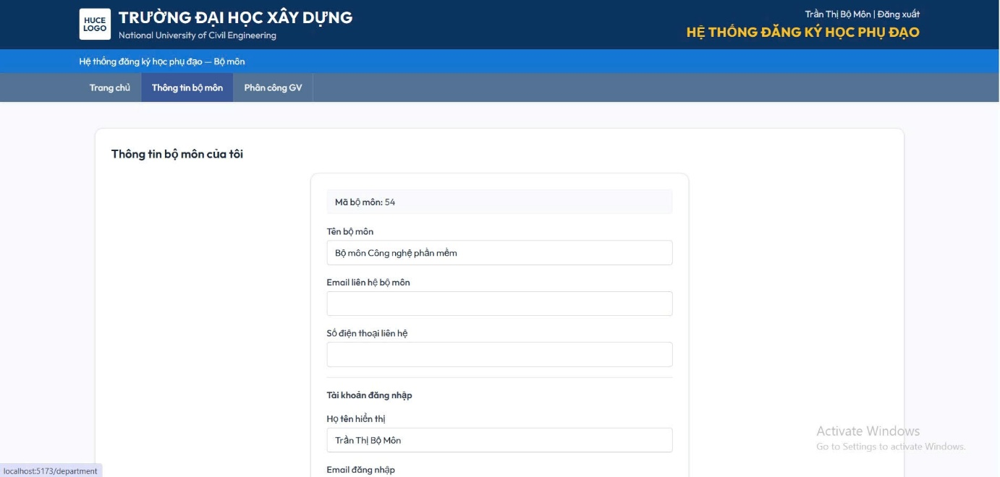 HUCE
LOGO
TRƯỜNG ĐẠI HỌC XÂY DỰNG
National University of Civil Engineering
Trần Thị Bộ Môn | Đăng xuất
HỆ THỐNG ĐĂNG KÝ HỌC PHỤ ĐẠO
Hệ thống đăng ký học phụ đạo — Bộ môn
Trang chủ
Thông tin bộ môn
Phân công GV
Thông tin bộ môn của tôi
Mã bộ môn: 54
Tên bộ môn
Bộ môn Công nghệ phần mềm
Email liên hệ bộ môn
Số điện thoại liên hệ
Tài khoản đăng nhập
Họ tên hiển thị
Trần Thị Bộ Môn
Email đăng nhập
Activate Windows
Go to Settings to activate Windows.
localhost:5173/department